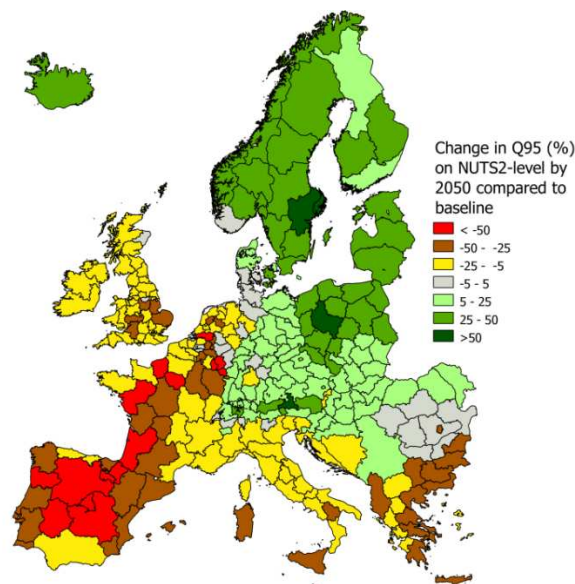 Change in Q95 (%)
on NUTS2-level by
2050 compared to
baseline
< -50
-50 - -25
-25 - -5
-5 - 5
5 - 25
25 - 50
>50